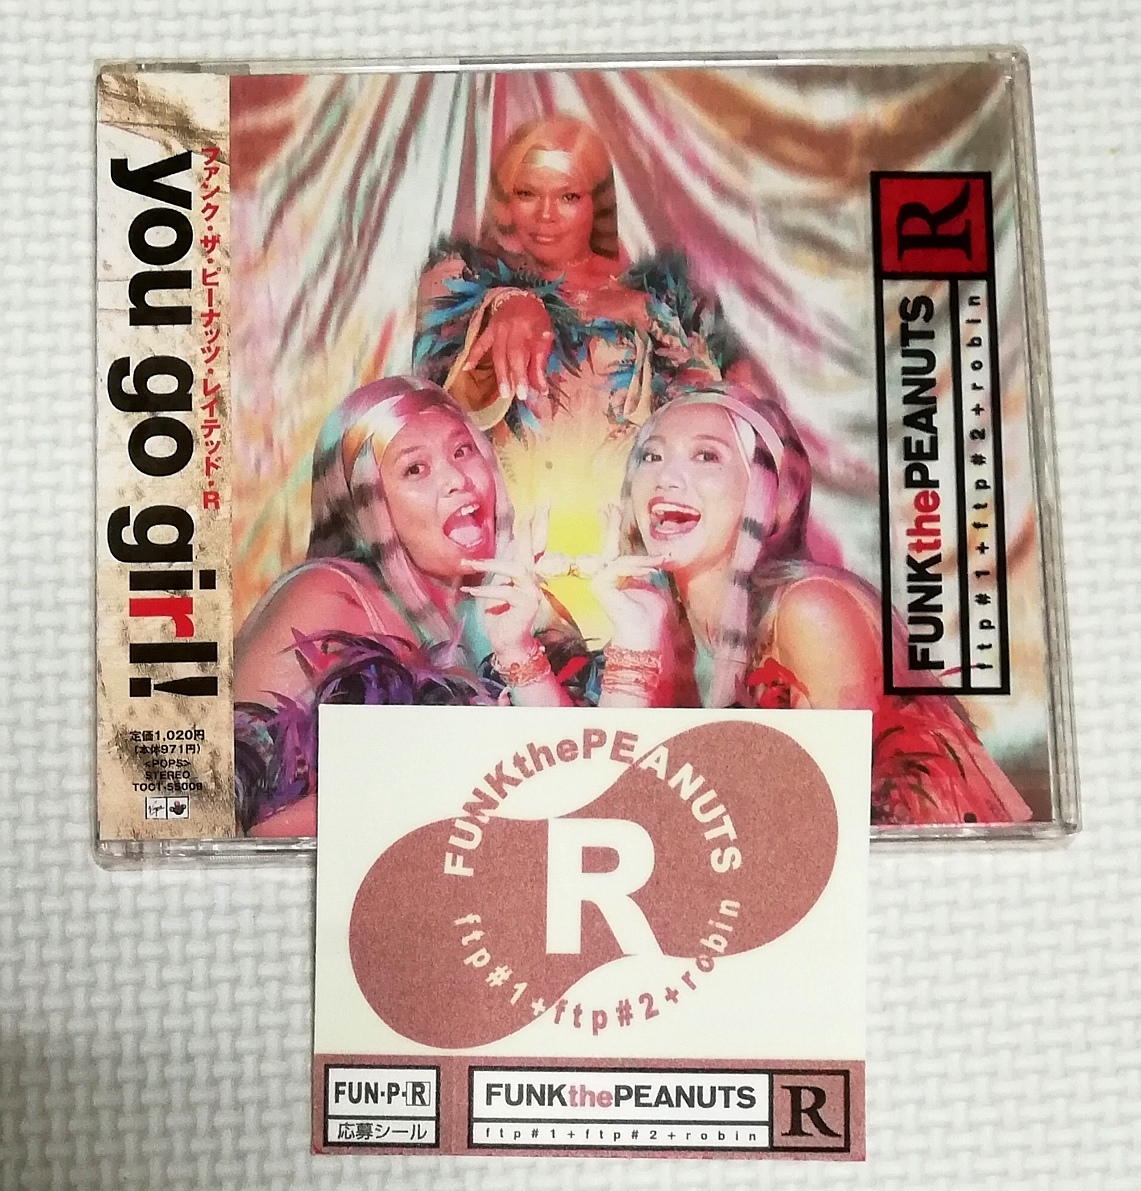 ファンク・ザ・ピーナッツ・レイテッド・R
you go girl!
定価1,020円
(本体971円)
<POPS>
STEREO
TOCT-55009
Virgin
R
FUNKthePEANUTS
ftp#1+ftp#2+robin
FUNKthePEANUTS
R
ftp#1+ftp#2+robin
FUN-P-R
応募シール
FUNKthePEANUTS
ftp#1+ftp#2+robin
R